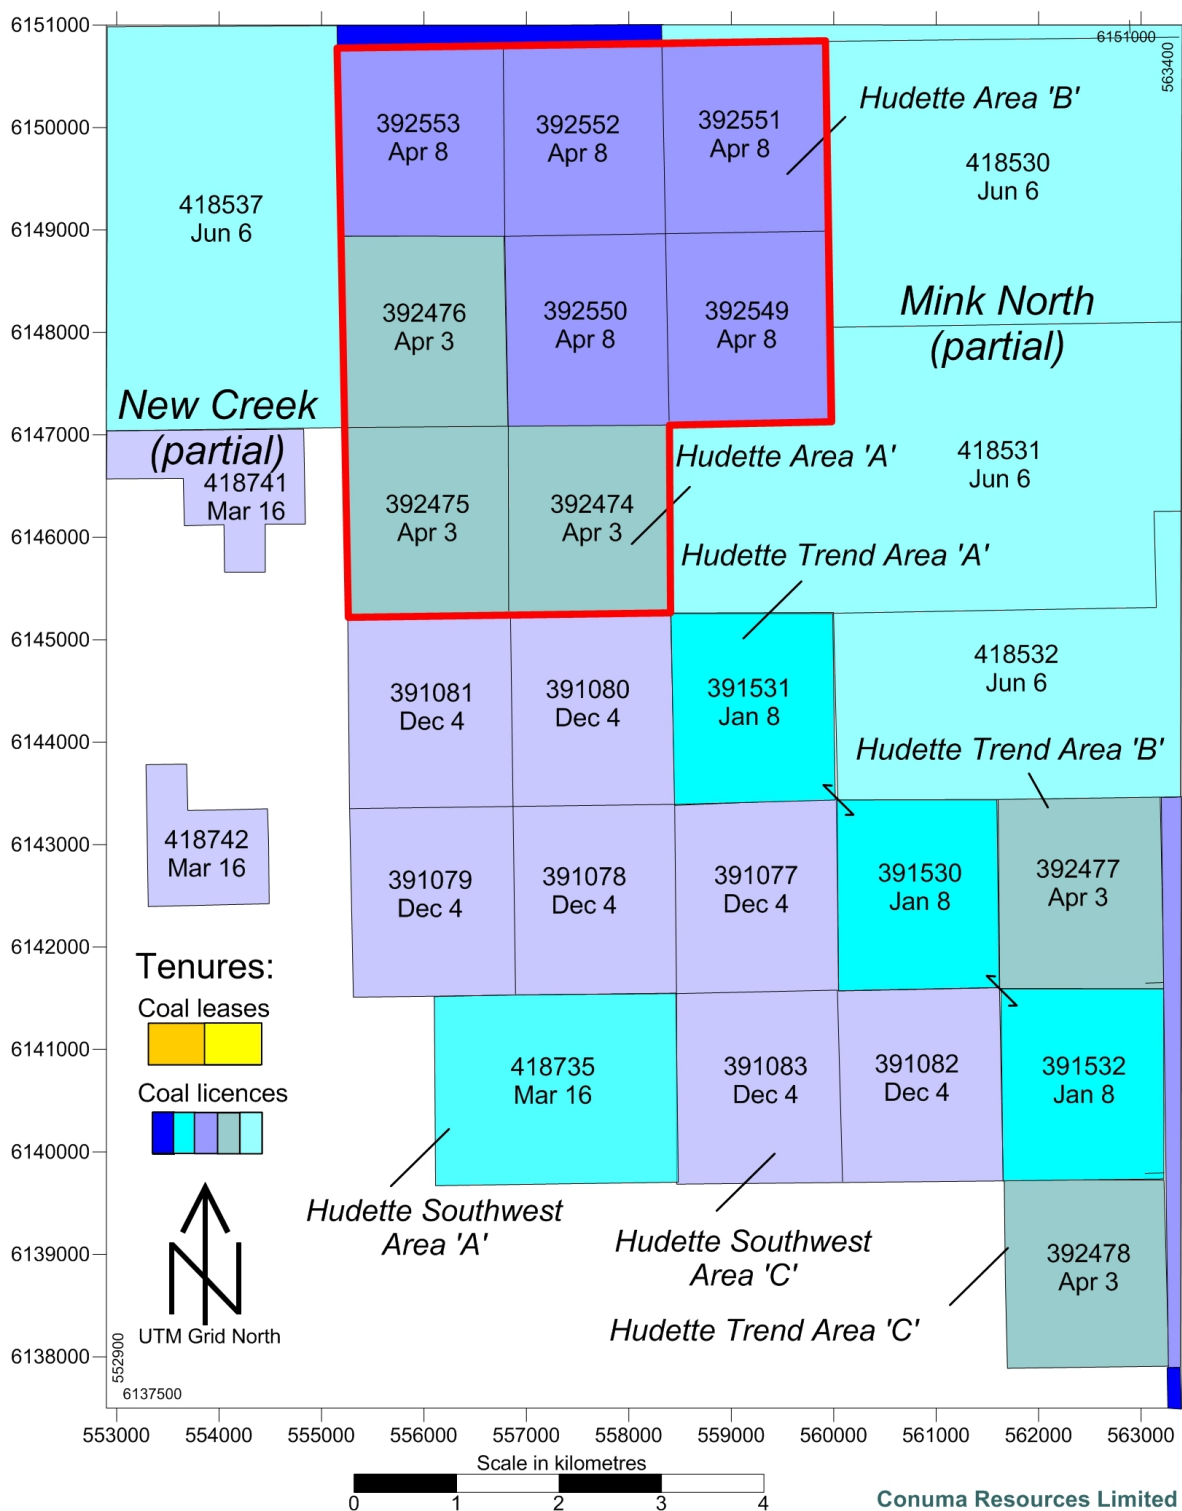 6151000
6150000
6149000
6148000
6147000
6146000
6145000
6144000
6143000
6142000
6141000
6140000
6139000
6138000
6151000
563400
Hudette Area 'B'
392553
Apr 8
392552
Apr 8
392551
Apr 8
418530
Jun 6
418537
Jun 6
392476
Apr 3
392550
Apr 8
392549
Apr 8
Mink North
(partial)
New Creek
(partial)
418741
Mar 16
392475
Apr 3
392474
Apr 3
Hudette Area 'A'
418531
Jun 6
Hudette Trend Area 'A'
391081
Dec 4
391080
Dec 4
391531
Jan 8
418532
Jun 6
Hudette Trend Area 'B'
418742
Mar 16
391079
Dec 4
391078
Dec 4
391077
Dec 4
391530
Jan 8
392477
Apr 3
Tenures:
Coal leases
Coal licences
418735
Mar 16
391083
Dec 4
391082
Dec 4
391532
Jan 8
Hudette Southwest
Area 'A'
Hudette Southwest
Area 'C'
392478
Apr 3
Hudette Trend Area 'C'
N
UTM Grid North
552900
6137500
553000 554000 555000 556000 557000 558000 559000 560000 561000 562000 563000
Scale in kilometres
0 1 2 3 4
Conuma Resources Limited